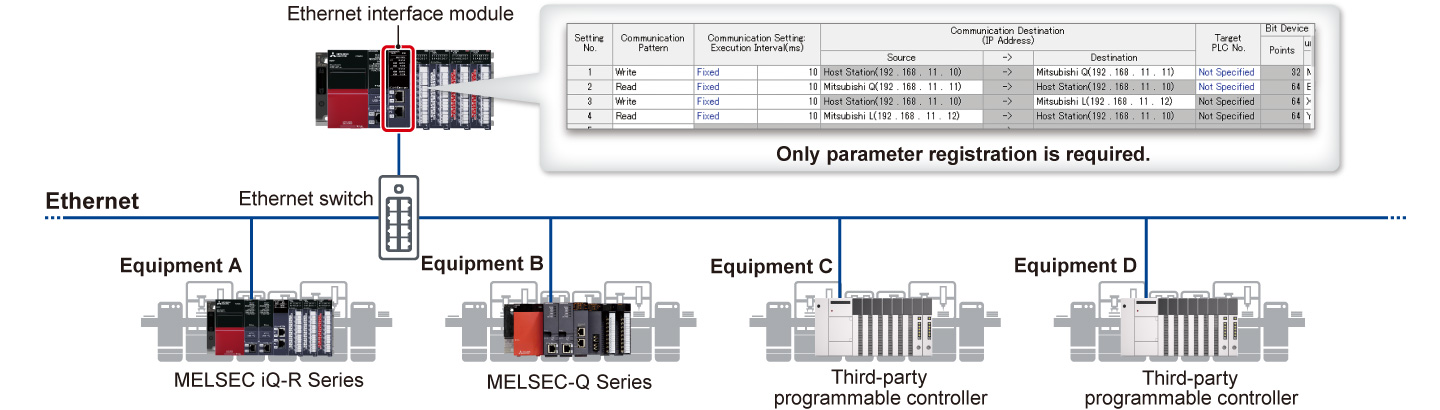 Ethernet interface module
Communication Destination
(IP Address)
Bit Device
Setting
No.
Communication
Pattern
Communication Setting:
Execution Interval(ms)
Target
PLC No.
Points
Source -> Destination
1 Write Fixed 10 Host Station(192 . 168 . 11 . 10) -> Mitsubishi Q(192 . 168 . 11 . 11) Not Specified 32
2 Read Fixed 10 Mitsubishi Q(192 . 168 . 11 . 11) -> Host Station(192 . 168 . 11 . 10) Not Specified 64
3 Write Fixed 10 Host Station(192 . 168 . 11 . 10) -> Mitsubishi L(192 . 168 . 11 . 12) Not Specified 64
4 Read Fixed 10 Mitsubishi L(192 . 168 . 11 . 12) -> Host Station(192 . 168 . 11 . 10) Not Specified 64
Only parameter registration is required.
Ethernet
Ethernet switch
Equipment A
Equipment B
Equipment C
Equipment D
MELSEC iQ-R Series
MELSEC-Q Series
Third-party
programmable controller
Third-party
programmable controller